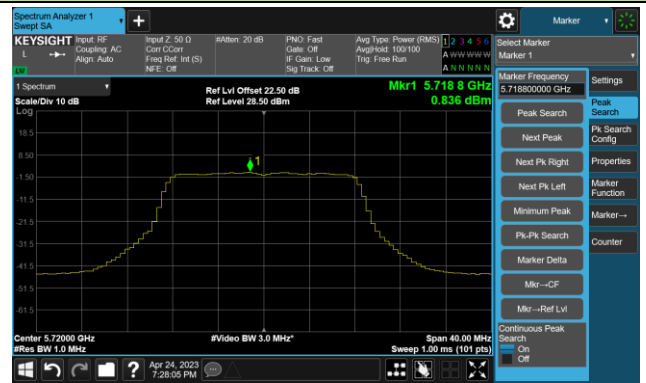 Spectrum Analyzer 1
Swept SA
Marker
KEYSIGHT
L
LW
Input: RF
Coupling: AC
Align: Auto
Input Z: 50 Ω
Corr CCorr
Freq Ref: Int (S)
NFE: Off
#Atten: 20 dB
PNO: Fast
Gate: Off
IF Gain: Low
Sig Track: Off
Avg Type: Power (RMS)
Avg|Hold: 100/100
Trig: Free Run
1 2 3 4 5 6
A W W W W W
A N N N N N
Select Marker
Marker 1
1 Spectrum
Scale/Div 10 dB
Log
Ref Lvl Offset 22.50 dB
Ref Level 28.50 dBm
Mkr1 5.718 8 GHz
0.836 dBm
18.5
8.50
-1.50
-11.5
-21.5
-31.5
-41.5
-51.5
-61.5
1
Center 5.72000 GHz
#Res BW 1.0 MHz
#Video BW 3.0 MHz*
Span 40.00 MHz
Sweep 1.00 ms (101 pts)
Marker Frequency
5.718800000 GHz
Peak Search
Next Peak
Next Pk Right
Next Pk Left
Minimum Peak
Pk-Pk Search
Marker Delta
Mkr→CF
Mkr→Ref Lvl
Continuous Peak
Search
On
Off
Settings
Peak
Search
Pk Search
Config
Properties
Marker
Function
Marker→
Counter
?
Apr 24, 2023
7:28:05 PM